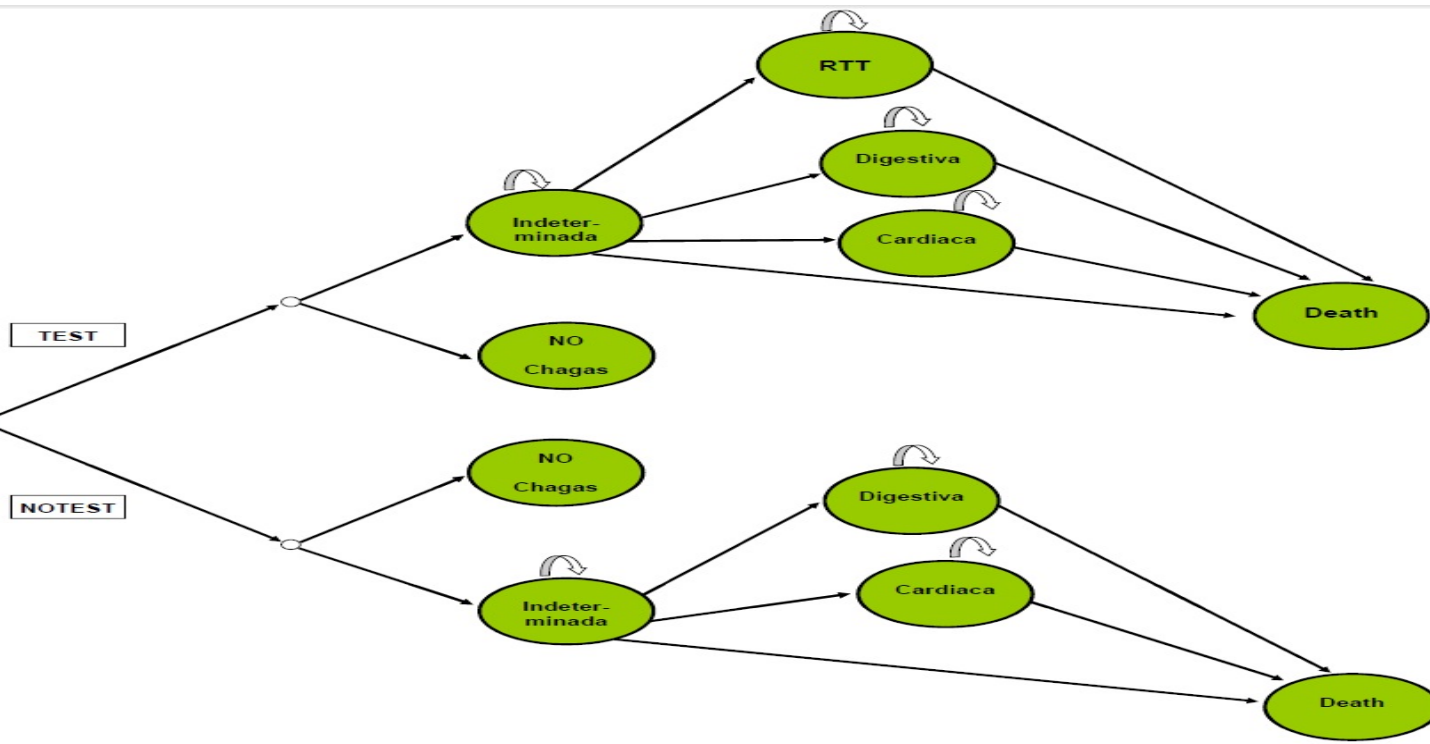 RTT
Digestiva
Indeter-
minada
Cardiaca
Death
TEST
NO
Chagas
NO
Chagas
NOTEST
Digestiva
Cardiaca
Indeter-
minada
Death